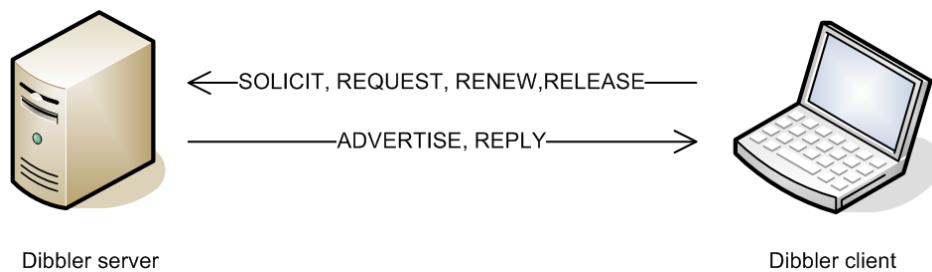 SOLICIT, REQUEST, RENEW,RELEASE
ADVERTISE, REPLY
Dibbler server
Dibbler client